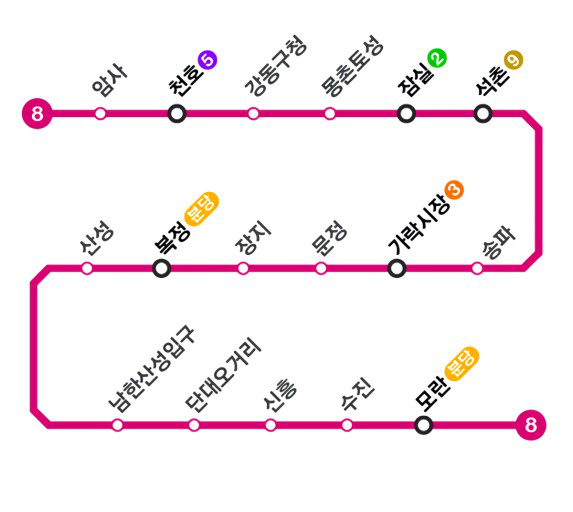 8
암사
천호 5
강동구청
몽촌토성
잠실 2
석촌 9
산성
복정 분당
장지
문정
가락시장 3
송파
남한산성입구
단대오거리
신흥
수진
모란 분당
8